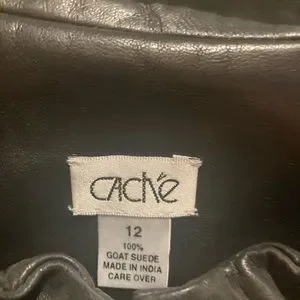 CACHÉ
12
100%
GOAT SUEDE
MADE IN INDIA
CARE OVER